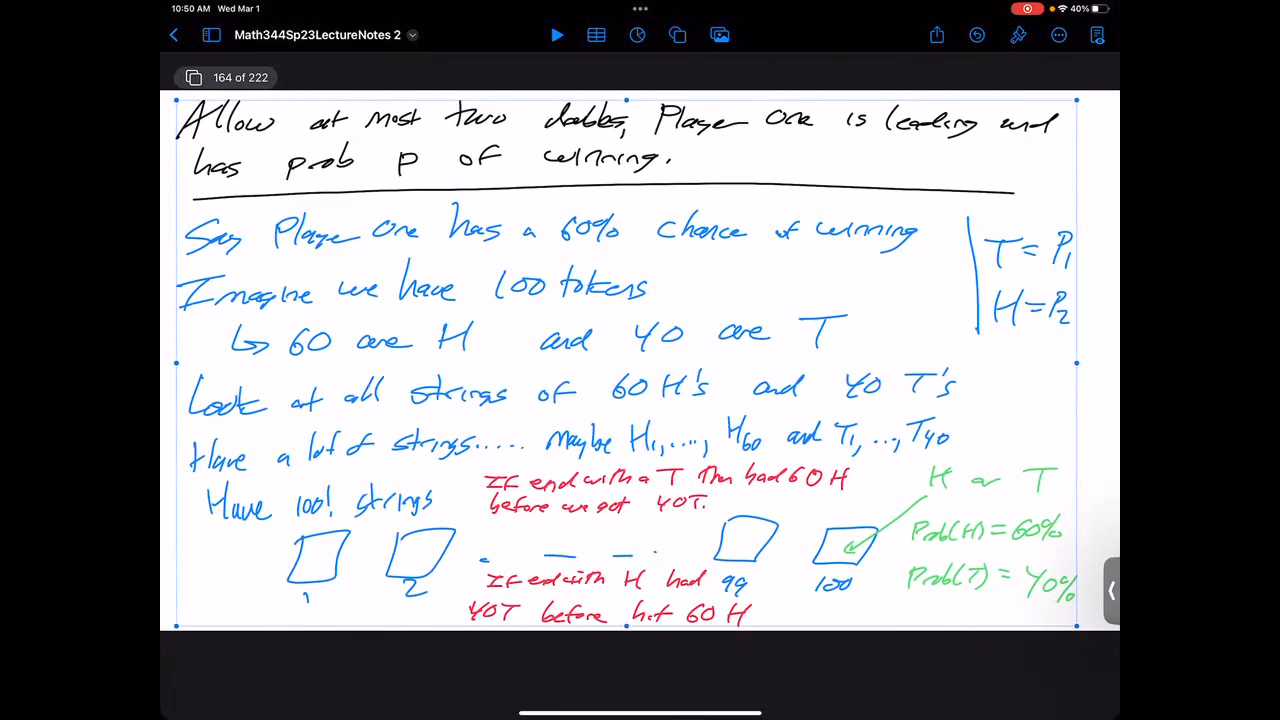 10:50 AM Wed Mar 1
40%
Math344Sp23LectureNotes 2
164 of 222
Allow at most two dabbs, Player One is leading and
has prob p of winning.
Say Player One has a 60% chance of winning
T = P1
Imagine we have 100 tokens
H = P2
↳ 60 are H and 40 are T
Look at all strings of 60 H's and 40 T's
Have a lot of strings..... Maybe H1, ...., H60 and T1, ..., T40
If end with a T then had 60 H
before we got 40T.
H or T
Have 100! strings
Prob(H) = 60%
Prob(T) = 40%
1 2 99 100
If end with H had
40T before hit 60 H